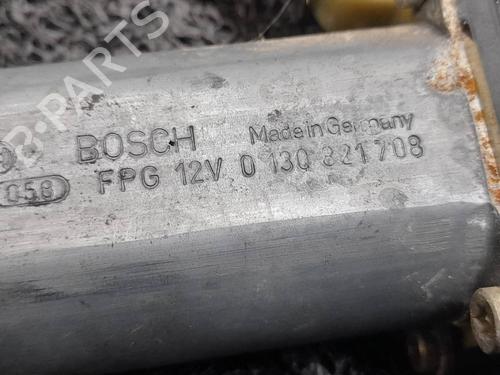 B-PARTS
BOSCH Made in Germany
058 FPG 12V 0 130 821 708